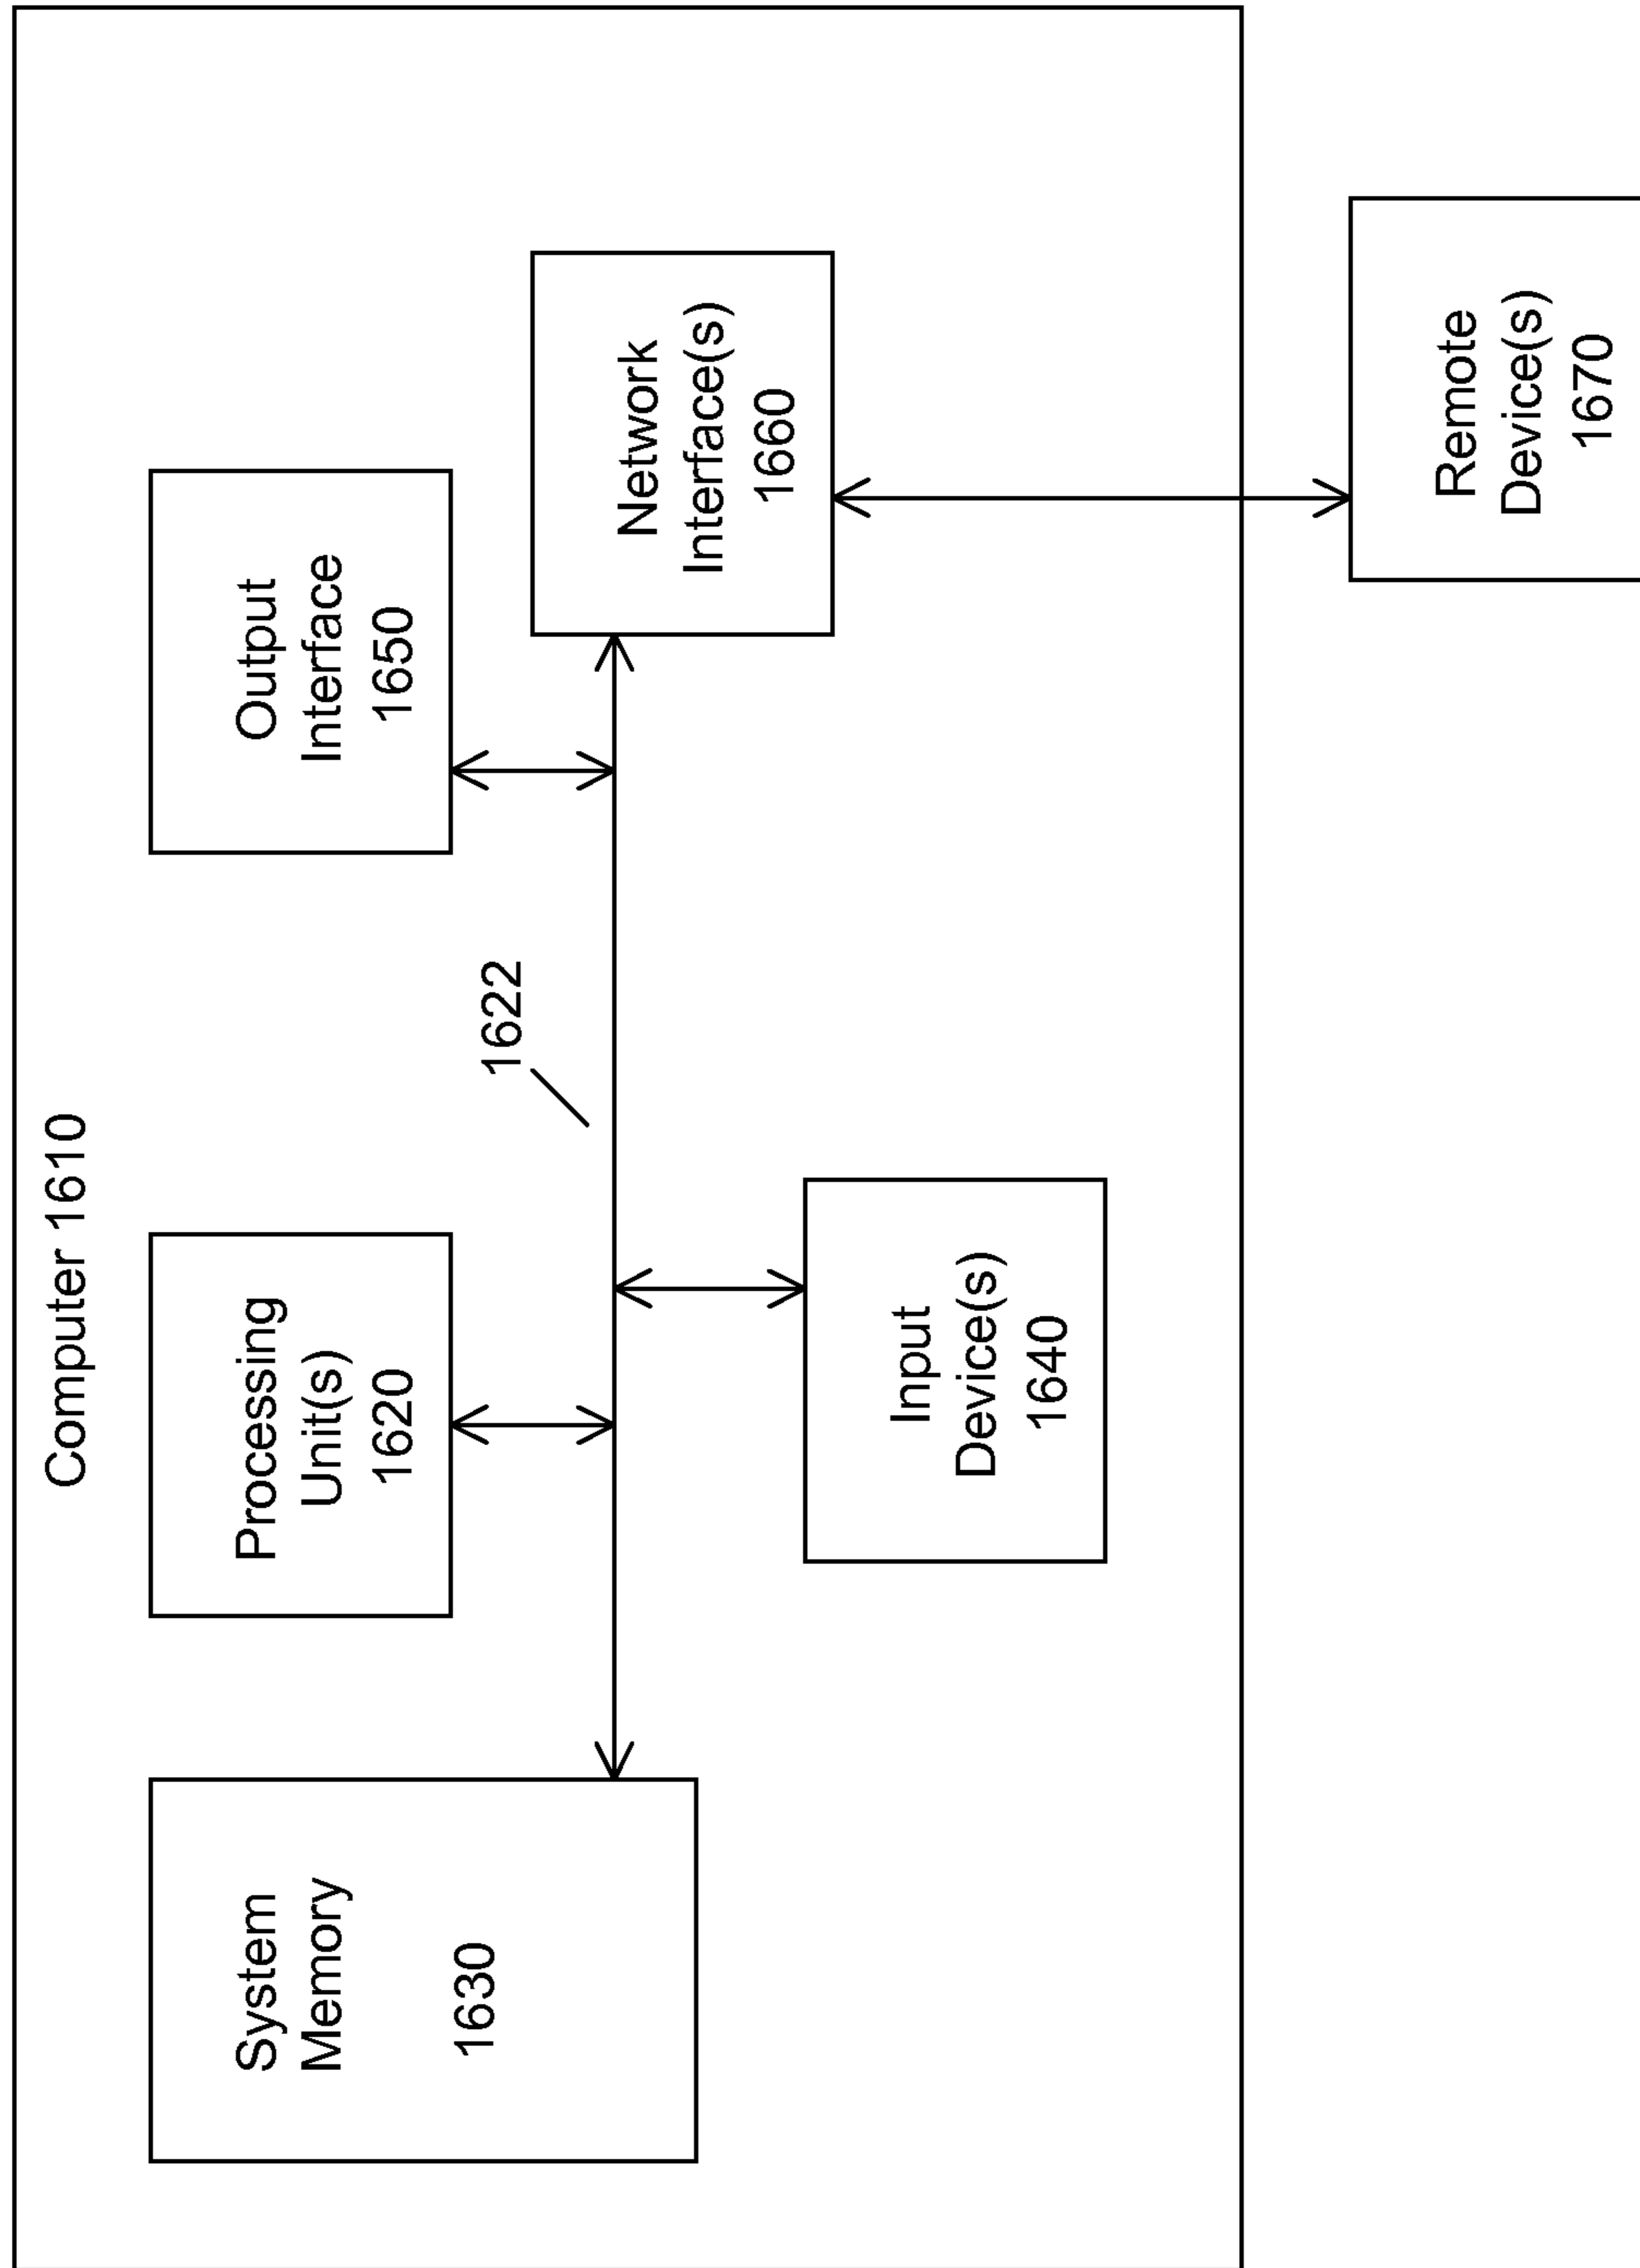 Computer 1610
System
Memory
1630
Processing
Unit(s)
1620
Output
Interface
1650
1622
Network
Interface(s)
1660
Input
Device(s)
1640
Remote
Device(s)
1670